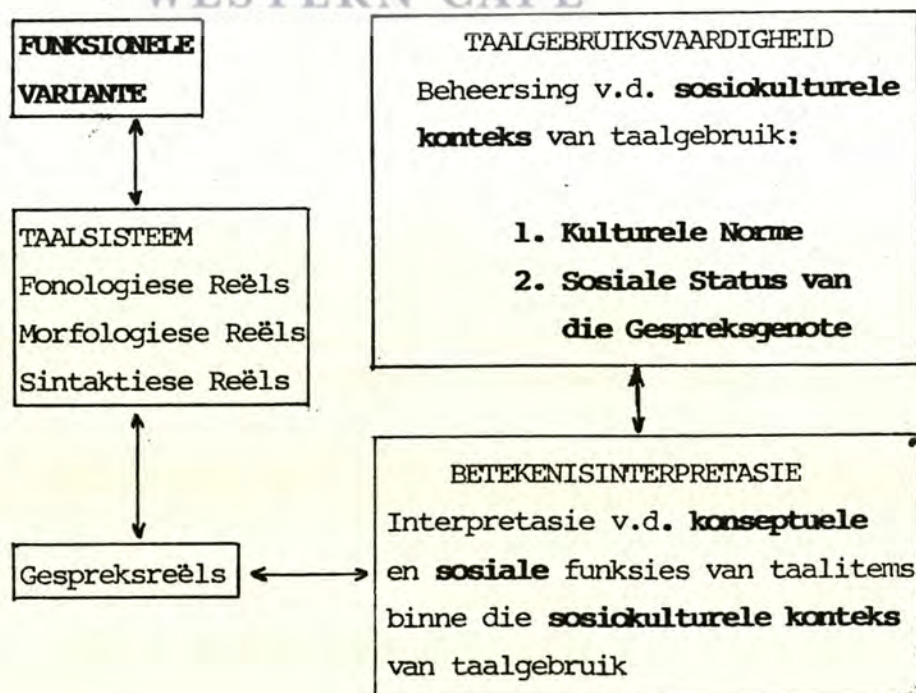 WESTERN CAPE
FUNKSIONELE
VARIANTE
TAALSISTEEM
Fonologiese Reëls
Morfologiese Reëls
Sintaktiese Reëls
Gespreksreëls
TAALGEBRUIKSVAARDIGHEID
Beheersing v.d. sosiokulturele
konteks van taalgebruik:
1. Kulturele Norme
2. Sosiale Status van
die Gespreksgenote
BETEKENISINTERPRETASIE
Interpretasie v.d. konseptuele
en sosiale funksies van taalitems
binne die sosiokulturele konteks
van taalgebruik